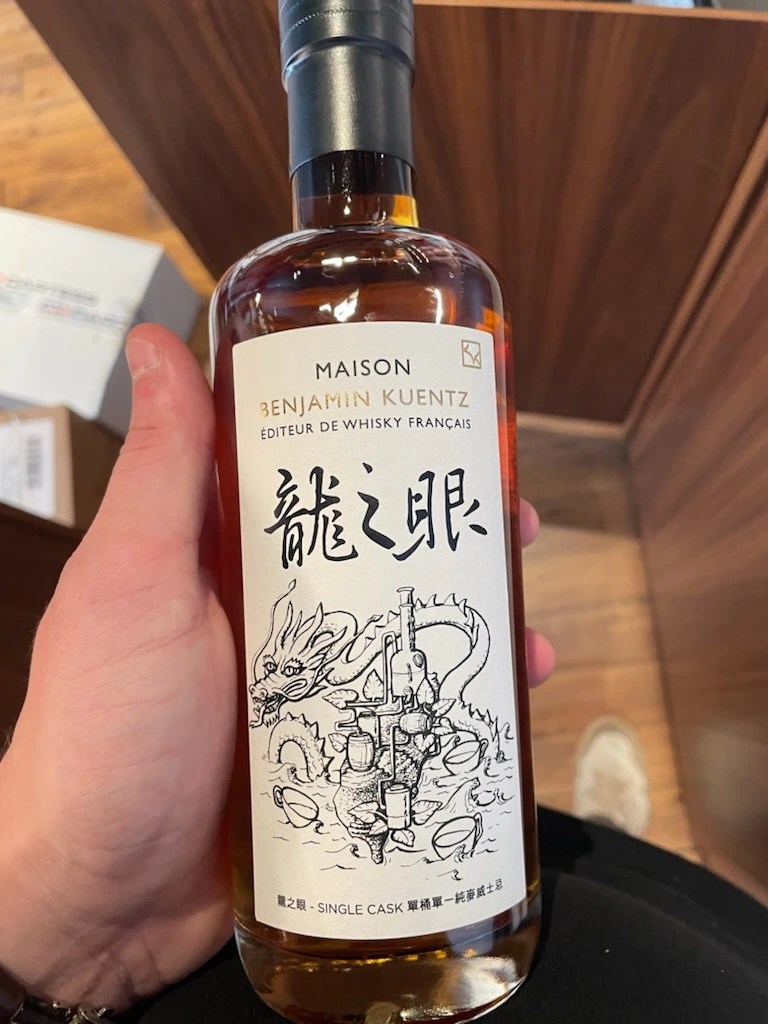 MAISON
BENJAMIN KUENTZ
ÉDITEUR DE WHISKY FRANÇAIS
龍之眼
龍之眼 - SINGLE CASK 單桶單一純麥威士忌